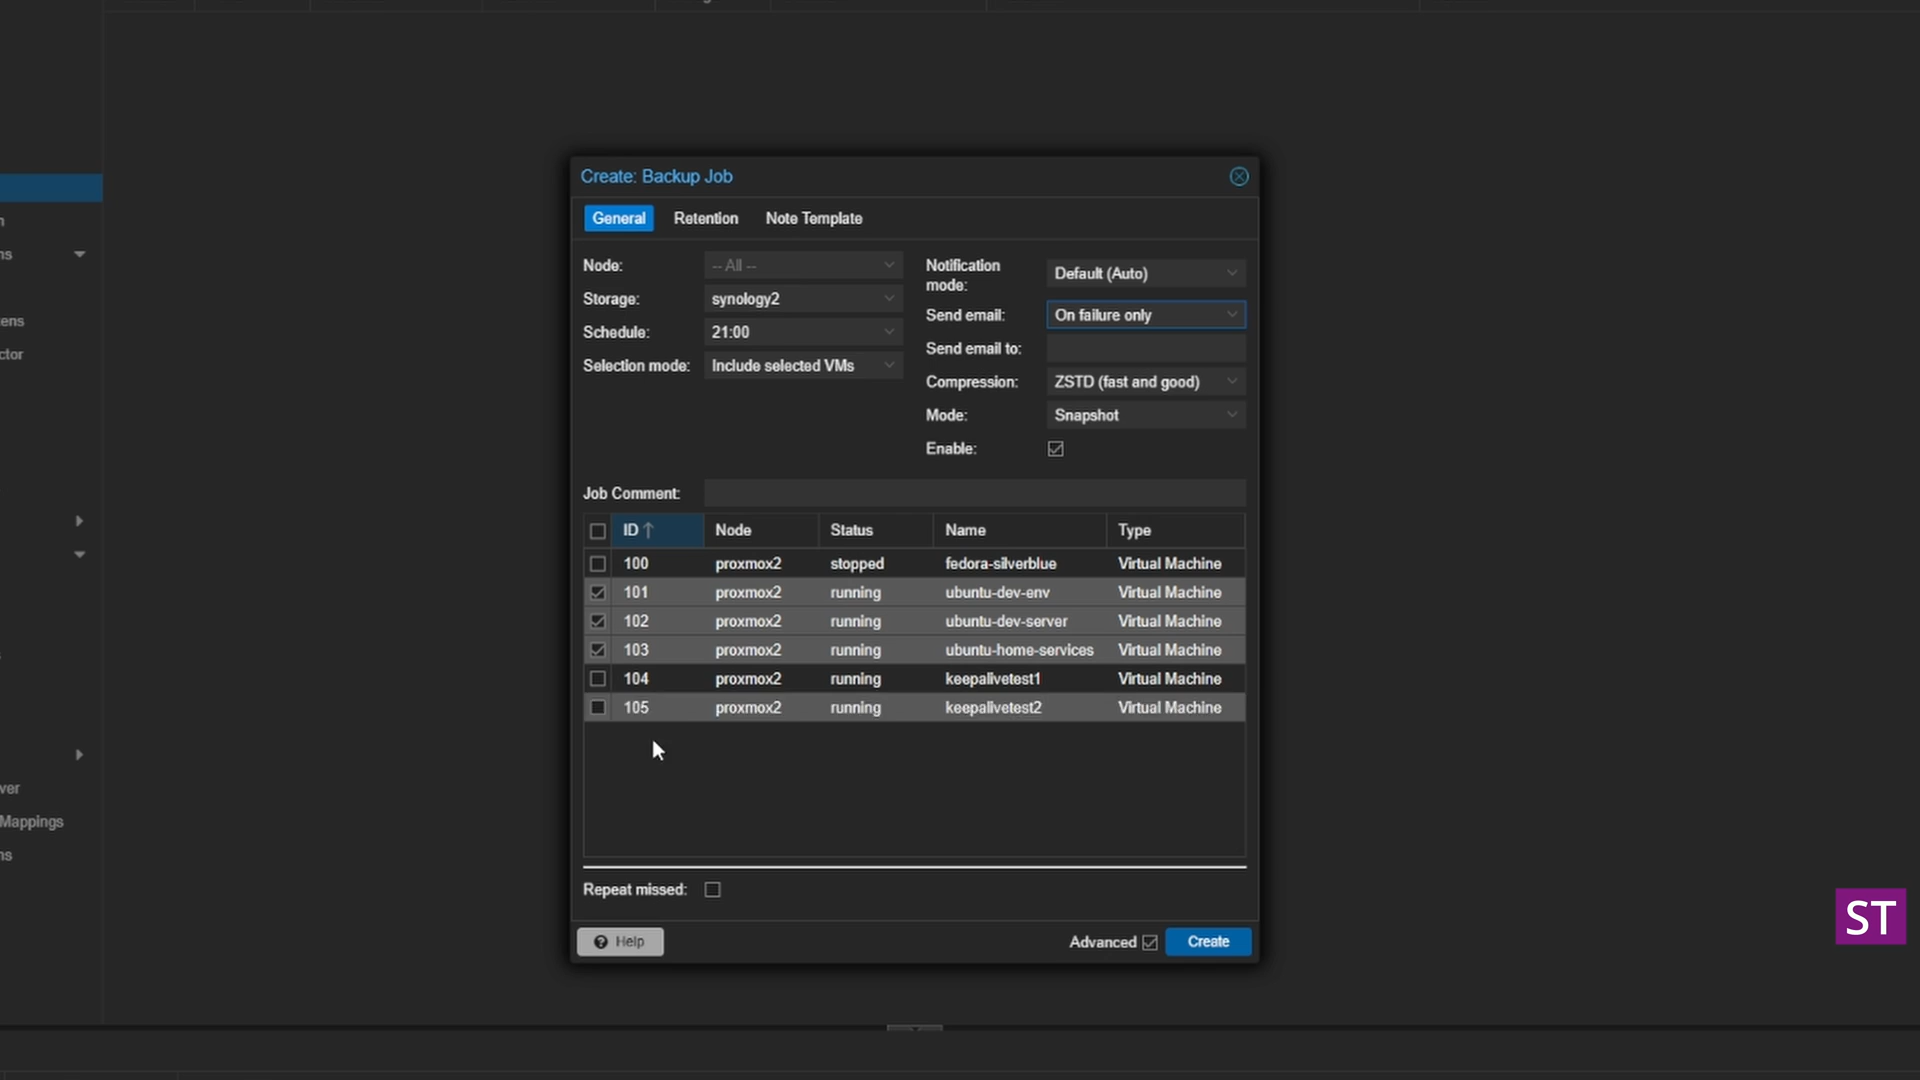 Create: Backup Job
General Retention Note Template
Node: -- All --
Storage: synology2
Schedule: 21:00
Selection mode: Include selected VMs
Notification mode: Default (Auto)
Send email: On failure only
Send email to:
Compression: ZSTD (fast and good)
Mode: Snapshot
Enable:
Job Comment:
ID Node Status Name Type
100 proxmox2 stopped fedora-silverblue Virtual Machine
101 proxmox2 running ubuntu-dev-env Virtual Machine
102 proxmox2 running ubuntu-dev-server Virtual Machine
103 proxmox2 running ubuntu-home-services Virtual Machine
104 proxmox2 running keepalivetest1 Virtual Machine
105 proxmox2 running keepalivetest2 Virtual Machine
Repeat missed:
Help Advanced Create
Mappings
ST